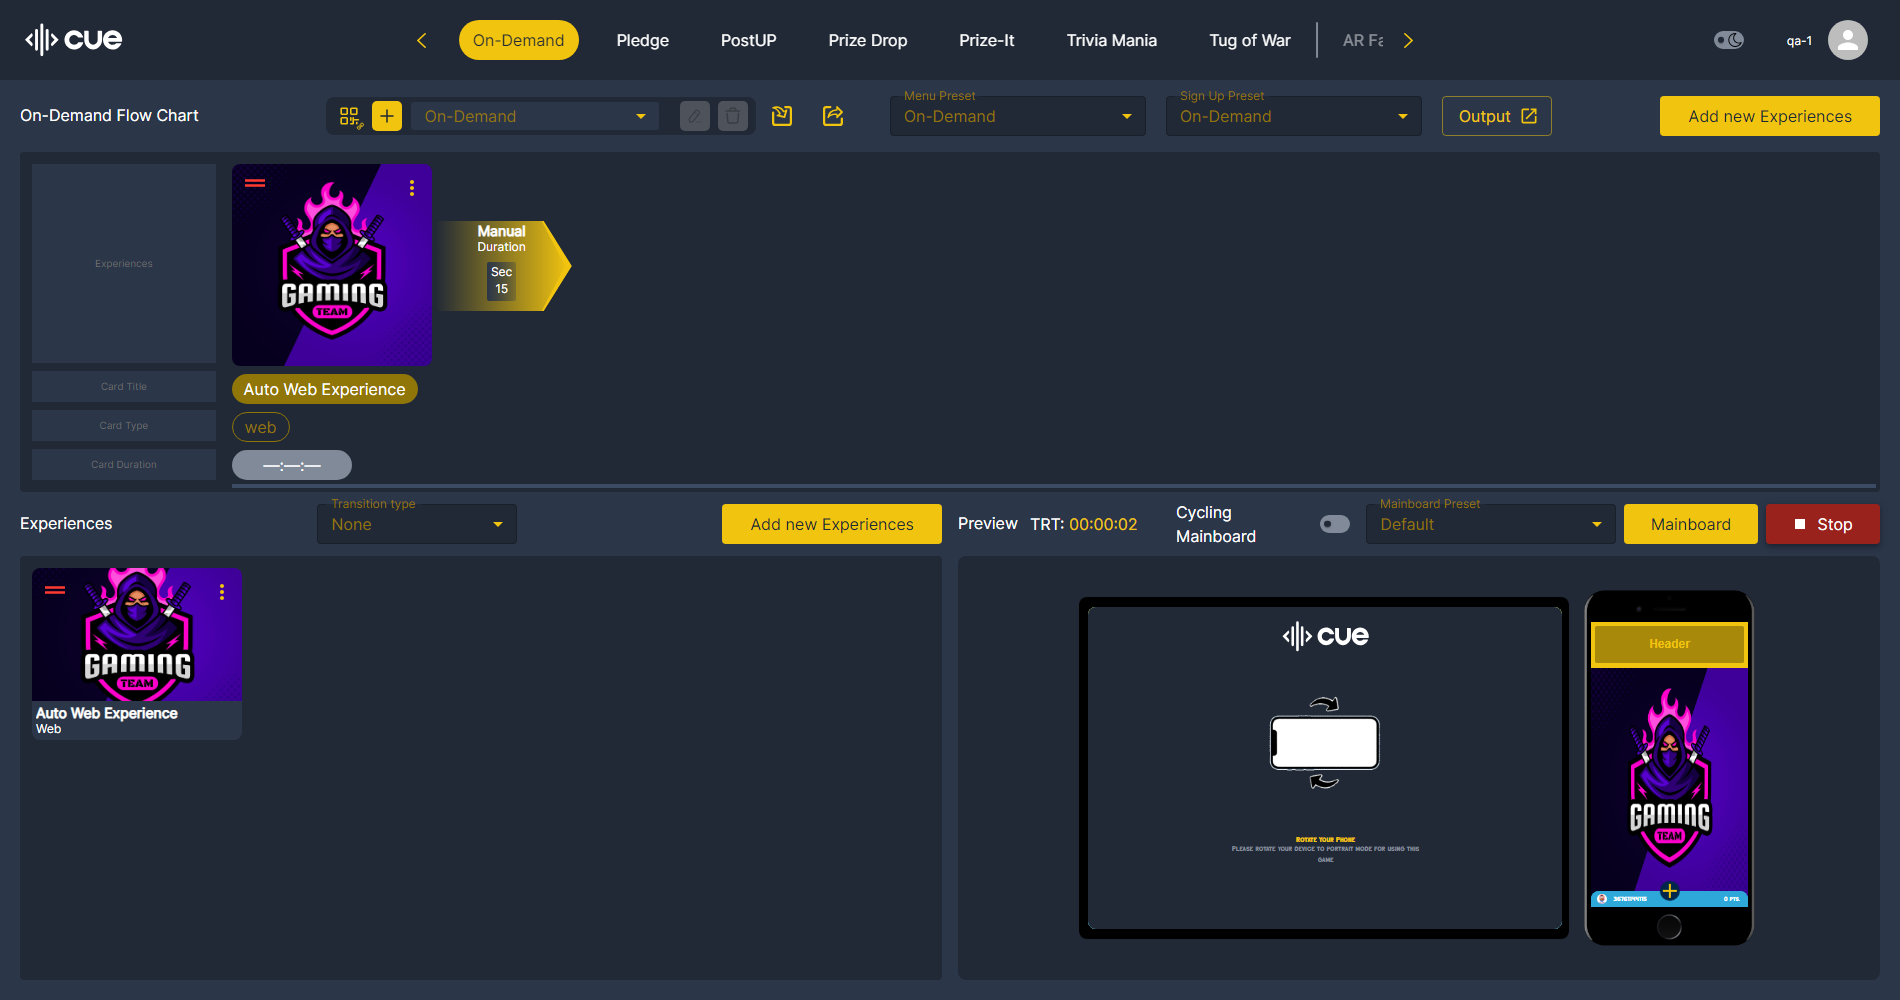 cue
On-Demand
Pledge
PostUP
Prize Drop
Prize-It
Trivia Mania
Tug of War
AR Fa
qa-1
On-Demand Flow Chart
On-Demand
Menu Preset
On-Demand
Sign Up Preset
On-Demand
Output
Add new Experiences
Experiences
GAMING
TEAM
Manual
Duration
Sec
15
Card Title
Auto Web Experience
Card Type
web
Card Duration
—:—:—
Experiences
Transition type
None
Add new Experiences
Preview
TRT: 00:00:02
Cycling
Mainboard
Mainboard Preset
Default
Mainboard
Stop
GAMING
TEAM
Auto Web Experience
Web
cue
Rotate Your Phone
Please rotate your device to portrait mode for using this
game
Header
GAMING
TEAM
0 PTS.